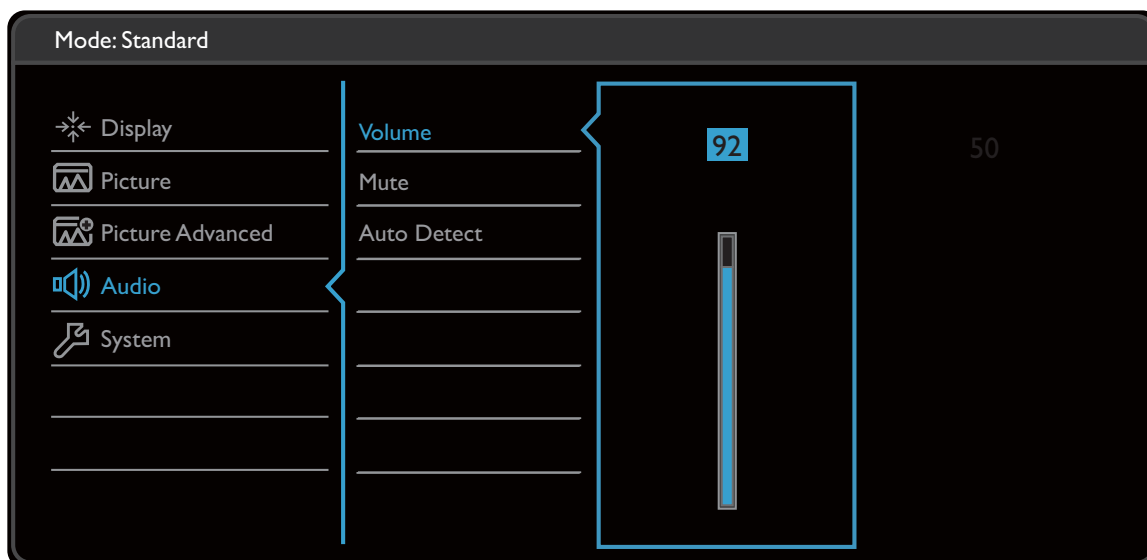 Mode: Standard
Display
Picture
Picture Advanced
Audio
System
Volume
Mute
Auto Detect
92
50